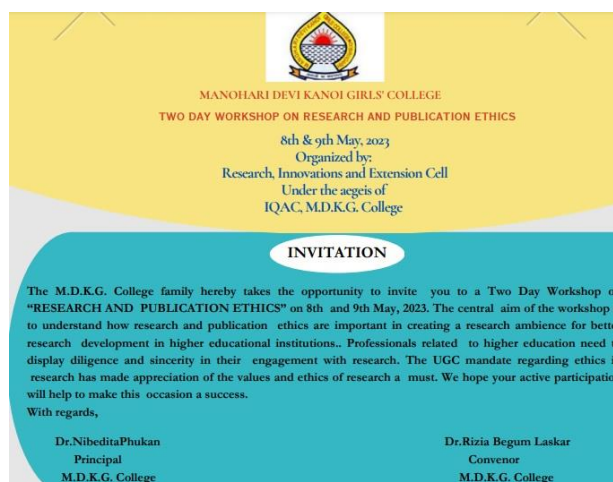 MANOHARI DEVI KANOI GIRLS' COLLEGE
TWO DAY WORKSHOP ON RESEARCH AND PUBLICATION ETHICS
8th & 9th May, 2023
Organized by:
Research, Innovations and Extension Cell
Under the aegeis of
IQAC, M.D.K.G. College
INVITATION
The M.D.K.G. College family hereby takes the opportunity to invite you to a Two Day Workshop
"RESEARCH AND PUBLICATION ETHICS" on 8th and 9th May, 2023. The central aim of the workshop
to understand how research and publication ethics are important in creating a research ambience for
research development in higher educational institutions.. Professionals related to higher education need
display diligence and sincerity in their engagement with research. The UGC mandate regarding ethics
research has made appreciation of the values and ethics of research a must. We hope your active
will help to make this occasion a success.
With regards,
Dr.NibeditaPhukan Dr.Rizia Begum Laskar
Principal Convenor
M.D.K.G. College M.D.K.G. College